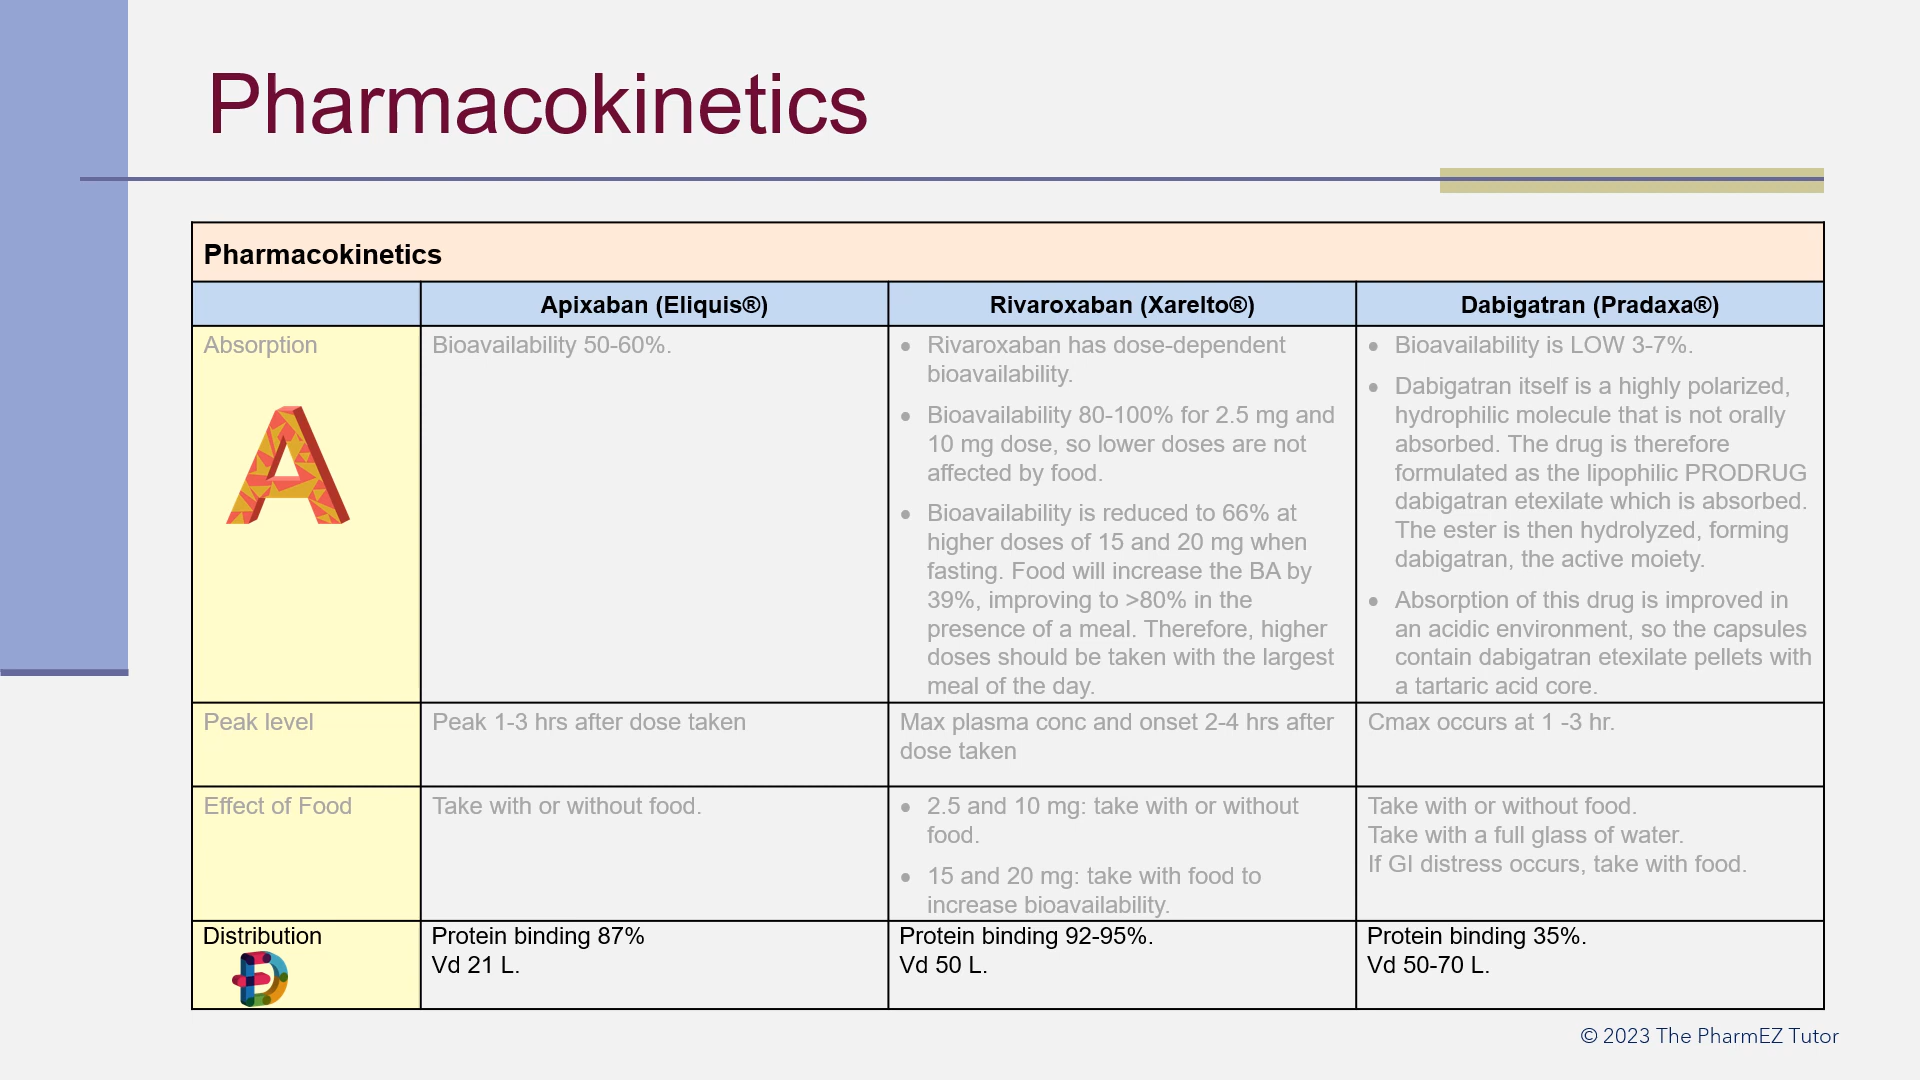 Pharmacokinetics
Pharmacokinetics
Apixaban (Eliquis®)
Rivaroxaban (Xarelto®)
Dabigatran (Pradaxa®)
Absorption
A
Bioavailability 50-60%.
• Rivaroxaban has dose-dependent
bioavailability.
• Bioavailability 80-100% for 2.5 mg and
10 mg dose, so lower doses are not
affected by food.
• Bioavailability is reduced to 66% at
higher doses of 15 and 20 mg when
fasting. Food will increase the BA by
39%, improving to >80% in the
presence of a meal. Therefore, higher
doses should be taken with the largest
meal of the day.
• Bioavailability is LOW 3-7%.
• Dabigatran itself is a highly polarized,
hydrophilic molecule that is not orally
absorbed. The drug is therefore
formulated as the lipophilic PRODRUG
dabigatran etexilate which is absorbed.
The ester is then hydrolyzed, forming
dabigatran, the active moiety.
• Absorption of this drug is improved in
an acidic environment, so the capsules
contain dabigatran etexilate pellets with
a tartaric acid core.
Peak level
Peak 1-3 hrs after dose taken
Max plasma conc and onset 2-4 hrs after
dose taken
Cmax occurs at 1 -3 hr.
Effect of Food
Take with or without food.
• 2.5 and 10 mg: take with or without
food.
• 15 and 20 mg: take with food to
increase bioavailability.
Take with or without food.
Take with a full glass of water.
If GI distress occurs, take with food.
Distribution
D
Protein binding 87%
Vd 21 L.
Protein binding 92-95%.
Vd 50 L.
Protein binding 35%.
Vd 50-70 L.
© 2023 The PharmEZ Tutor